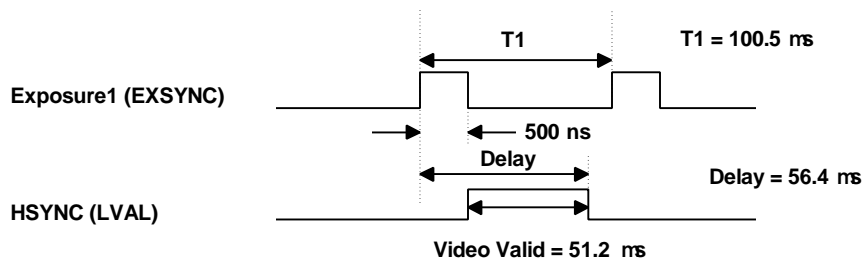 T1
T1 = 100.5 ms
Exposure1 (EXSYNC)
500 ns
Delay
Delay = 56.4 ms
HSYNC (LVAL)
Video Valid = 51.2 ms